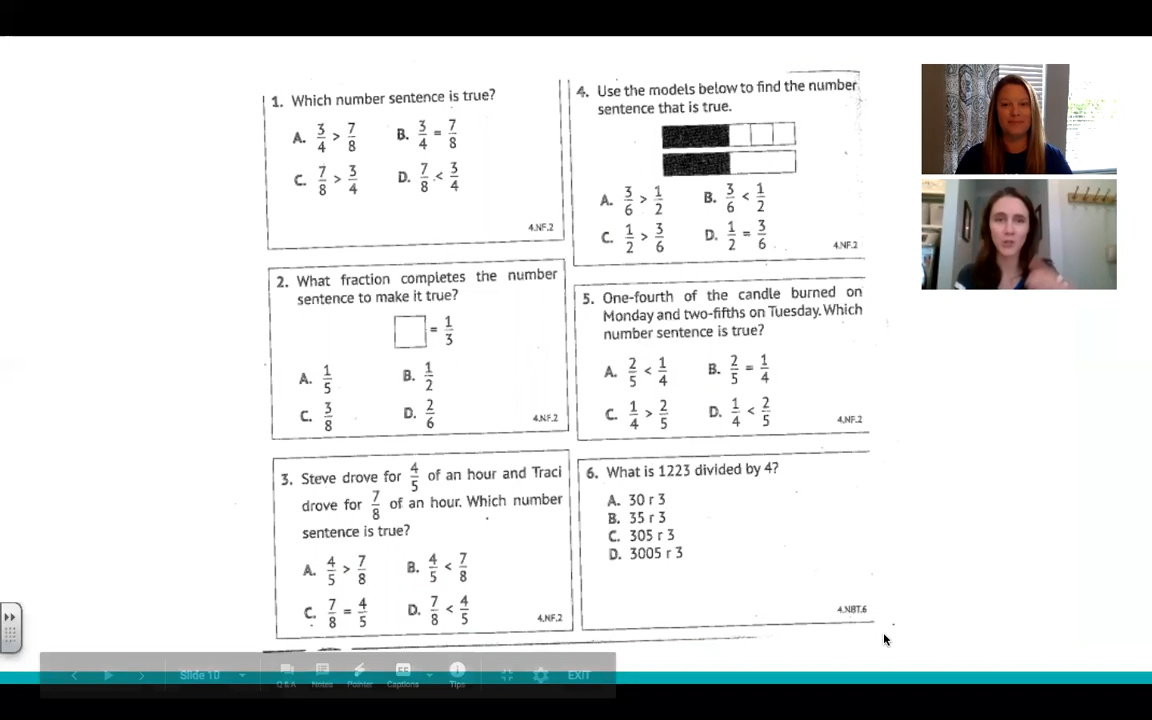 1. Which number sentence is true?
A. 3/4 > 7/8 B. 3/4 = 7/8
C. 7/8 > 3/4 D. 7/8 < 3/4
4.NF.2
2. What fraction completes the number
sentence to make it true?
□ = 1/3
A. 1/5 B. 1/2
C. 3/8 D. 2/6
4.NF.2
3. Steve drove for 4/5 of an hour and Traci
drove for 7/8 of an hour. Which number
sentence is true?
A. 4/5 > 7/8 B. 4/5 < 7/8
C. 7/8 = 4/5 D. 7/8 < 4/5
4.NF.2
4. Use the models below to find the number
sentence that is true.
A. 3/6 > 1/2 B. 3/6 < 1/2
C. 1/2 > 3/6 D. 1/2 = 3/6
4.NF.2
5. One-fourth of the candle burned on
Monday and two-fifths on Tuesday. Which
number sentence is true?
A. 2/5 < 1/4 B. 2/5 = 1/4
C. 1/4 > 2/5 D. 1/4 < 2/5
4.NF.2
6. What is 1223 divided by 4?
A. 30 r 3
B. 35 r 3
C. 305 r 3
D. 3005 r 3
4.NBT.6
Slide 10 Q&A Notes Pointer CC Captions Tips EXIT